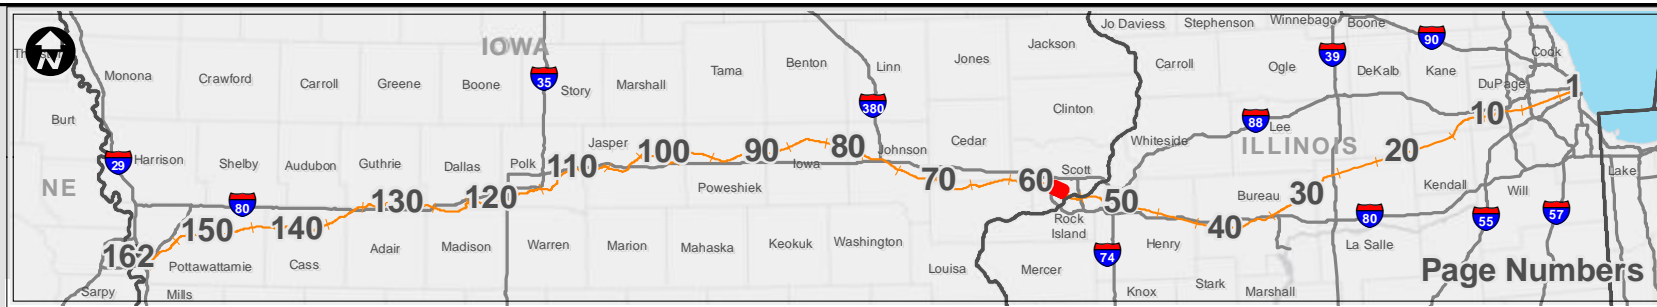 Jo Daviess Stephenson Winnebago Boone
N IOWA Jackson 90 Cook
Monona Crawford Carroll Greene Boone 35 Story Marshall Tama Benton Linn Jones Carroll Ogle 39 DeKalb Kane
DuPage 1
Burt 380 Clinton 88 Lee 10
Harrison Shelby Audubon Guthrie Dallas Polk Jasper 100 90 80 Johnson Cedar Whiteside ILLINOIS 20
29 110 Iowa Scott Lake
NE 80 130 120 Poweshiek 70 60 50 Bureau 30 Kendall Will
150 140 Rock Island 40 80 55 57
162 Adair Madison Warren Marion Mahaska Keokuk Washington Henry La Salle
Pottawattamie Cass Louisa Mercer 74 Page Numbers
Sarpy Mills Knox Stark Marshall